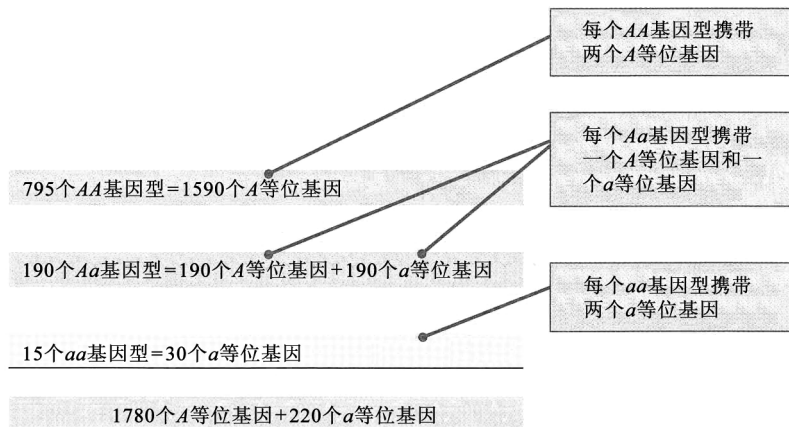 每个AA基因型携带
两个A等位基因
每个Aa基因型携带
一个A等位基因和一
个a等位基因
795个AA基因型=1590个A等位基因
190个Aa基因型=190个A等位基因+190个a等位基因
每个aa基因型携带
两个a等位基因
15个aa基因型=30个a等位基因
1780个A等位基因+220个a等位基因